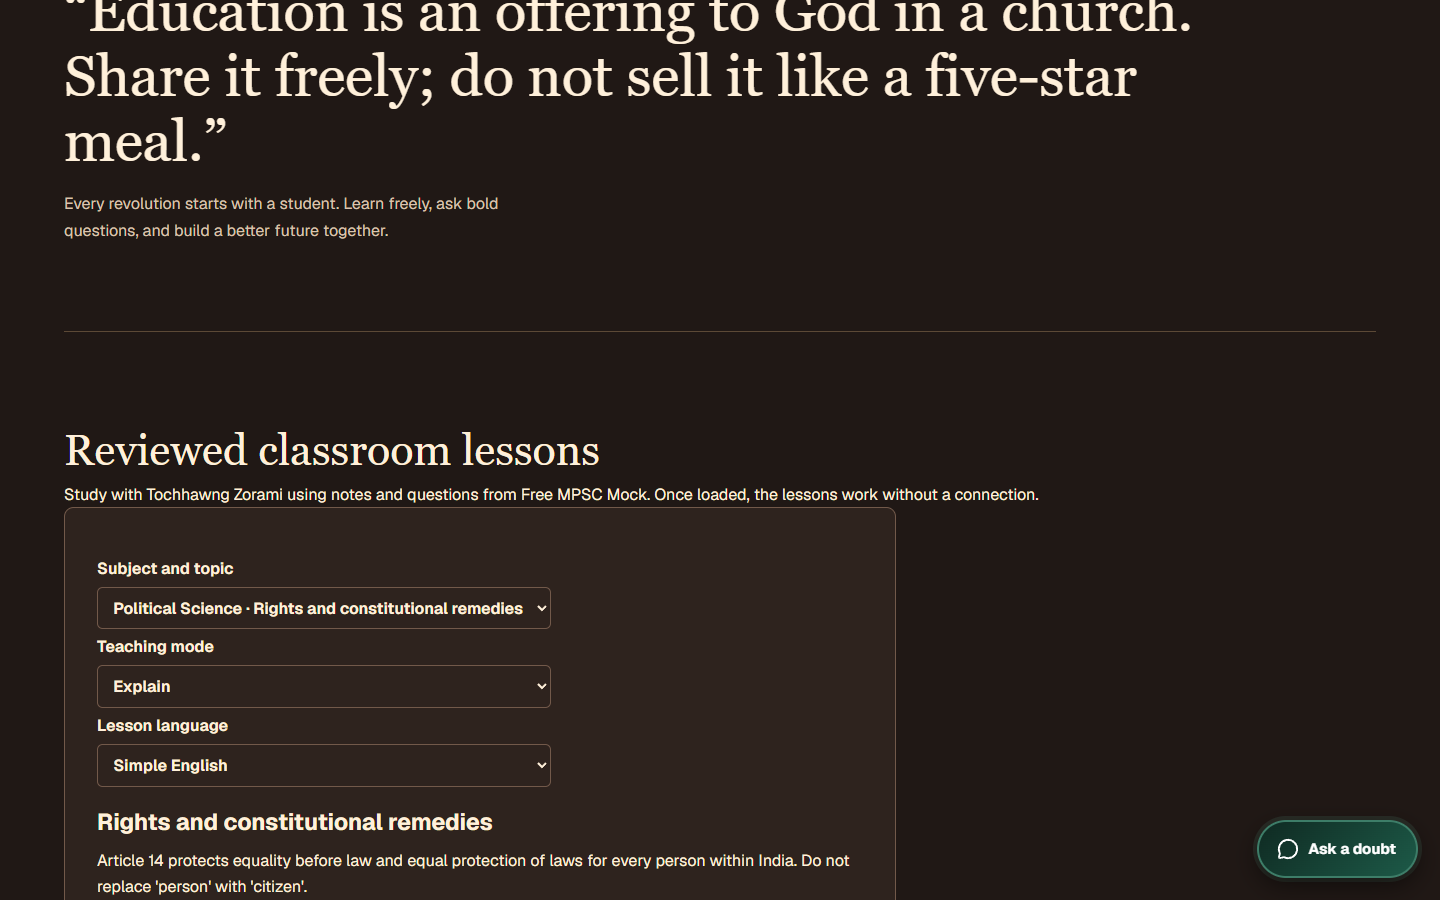 “Education is an offering to God in a church.
Share it freely; do not sell it like a five-star
meal.”
Every revolution starts with a student. Learn freely, ask bold
questions, and build a better future together.
Reviewed classroom lessons
Study with Tochhawng Zorami using notes and questions from Free MPSC Mock. Once loaded, the lessons work without a connection.
Subject and topic
Political Science · Rights and constitutional remedies
Teaching mode
Explain
Lesson language
Simple English
Rights and constitutional remedies
Article 14 protects equality before law and equal protection of laws for every person within India. Do not
replace 'person' with 'citizen'.
Ask a doubt